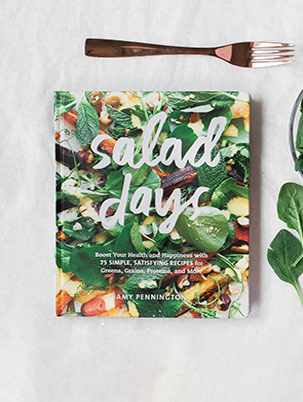 salad
days
Boost Your Health and Happiness with
75 SIMPLE, SATISFYING RECIPES for
Greens, Grains, Proteins, and More
AMY PENNINGTON